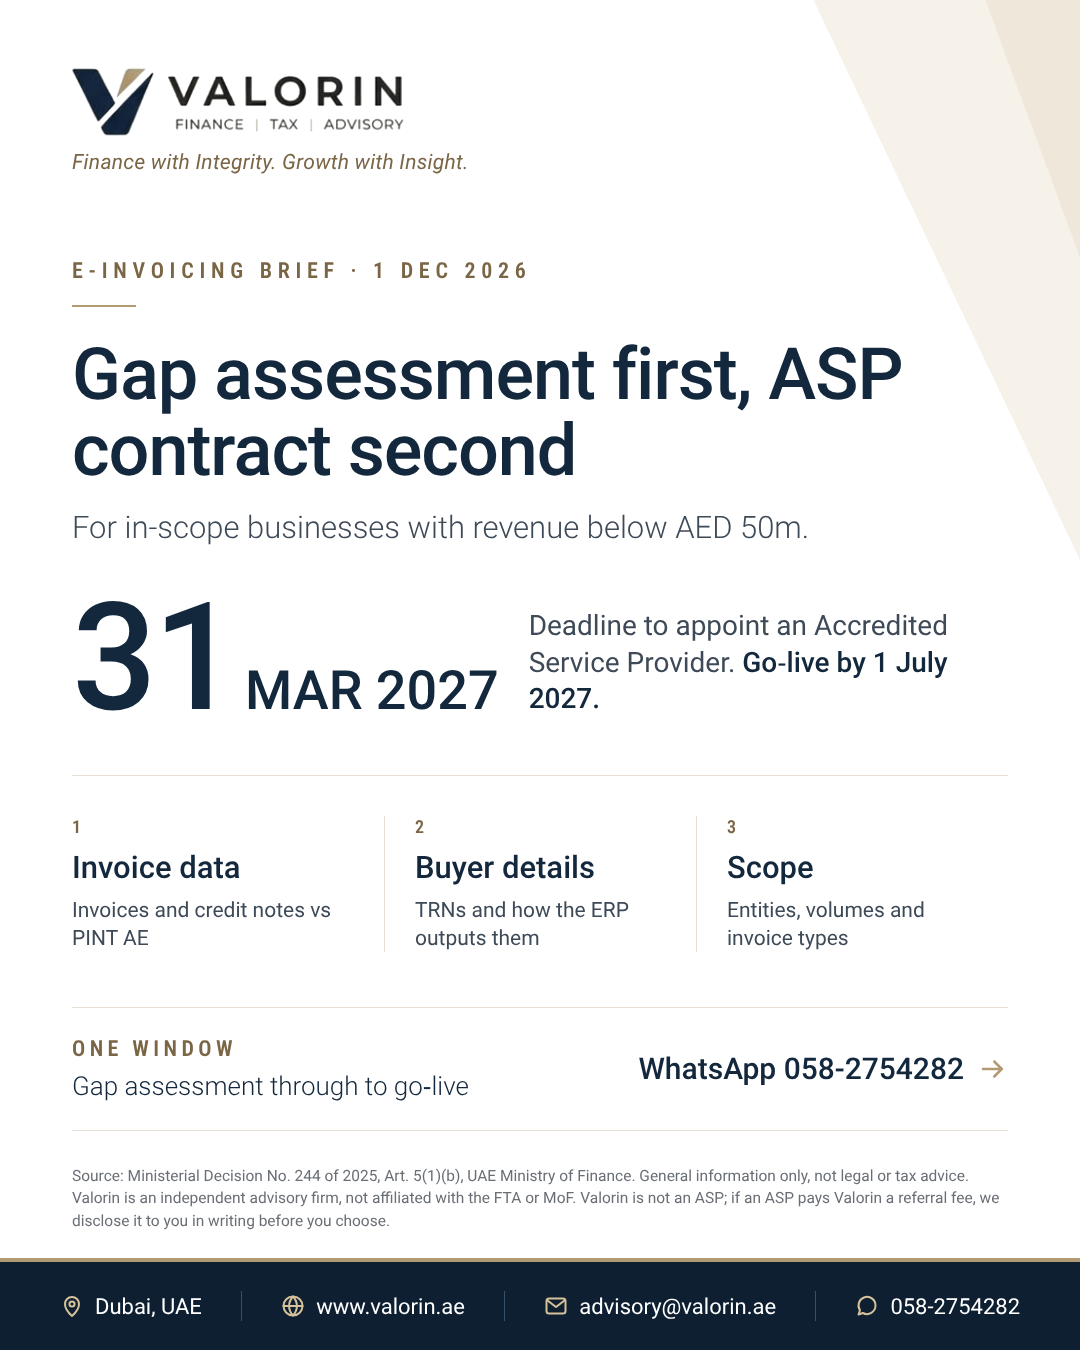 VALORIN
FINANCE | TAX | ADVISORY
Finance with Integrity. Growth with Insight.
E-INVOICING BRIEF · 1 DEC 2026
Gap assessment first, ASP
contract second
For in-scope businesses with revenue below AED 50m.
31 MAR 2027
Deadline to appoint an Accredited
Service Provider. Go-live by 1 July
2027.
1
Invoice data
Invoices and credit notes vs
PINT AE
2
Buyer details
TRNs and how the ERP
outputs them
3
Scope
Entities, volumes and
invoice types
ONE WINDOW
Gap assessment through to go-live
WhatsApp 058-2754282 →
Source: Ministerial Decision No. 244 of 2025, Art. 5(1)(b), UAE Ministry of Finance. General information only, not legal or tax advice.
Valorin is an independent advisory firm, not affiliated with the FTA or MoF. Valorin is not an ASP; if an ASP pays Valorin a referral fee, we
disclose it to you in writing before you choose.
Dubai, UAE
www.valorin.ae
advisory@valorin.ae
058-2754282